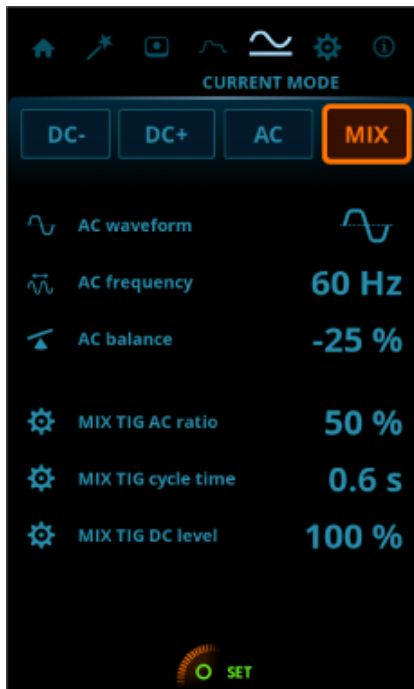 CURRENT MODE
DC- DC+ AC MIX
AC waveform
AC frequency 60 Hz
AC balance -25 %
MIX TIG AC ratio 50 %
MIX TIG cycle time 0.6 s
MIX TIG DC level 100 %
SET